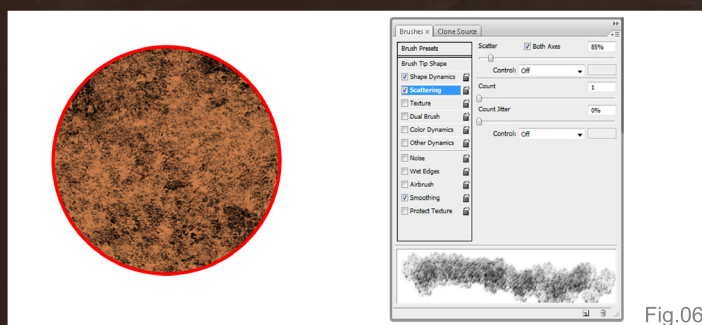 Brushes × Clone Source
Brush Presets
Brush Tip Shape
Shape Dynamics
Scattering
Texture
Dual Brush
Color Dynamics
Other Dynamics
Noise
Wet Edges
Airbrush
Smoothing
Protect Texture
Scatter Both Axes 85%
Control: Off
Count 1
Count Jitter 0%
Control: Off
Fig.06